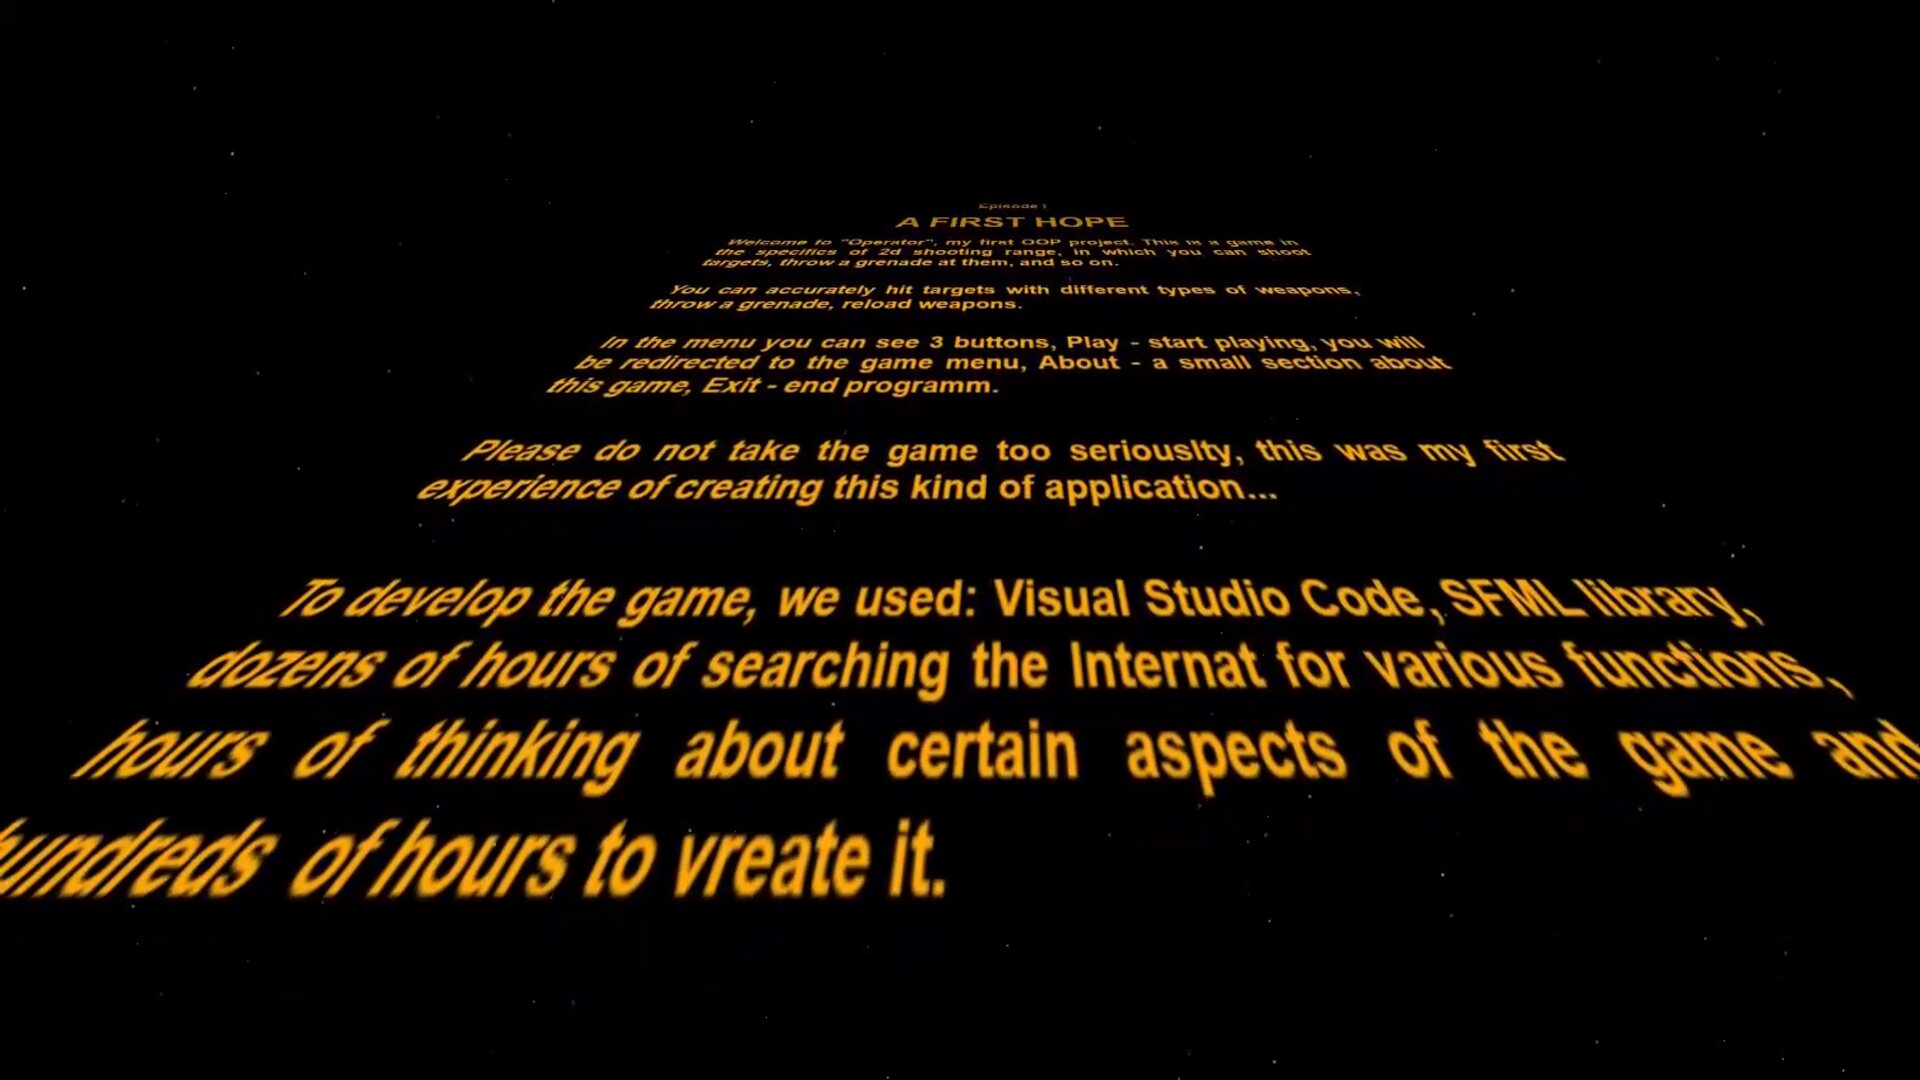 Episode I
A FIRST HOPE
Welcome to "Operator", my first OOP project. This is a game in
the specifics of 2d shooting range, in which you can shoot
targets, throw a grenade at them, and so on.
You can accurately hit targets with different types of weapons,
throw a grenade, reload weapons.
In the menu you can see 3 buttons, Play - start playing, you will
be redirected to the game menu, About - a small section about
this game, Exit - end programm.
Please do not take the game too seriouslty, this was my first
experience of creating this kind of application...
To develop the game, we used: Visual Studio Code, SFML library,
dozens of hours of searching the Internat for various functions,
hours of thinking about certain aspects of the game and
hundreds of hours to vreate it.